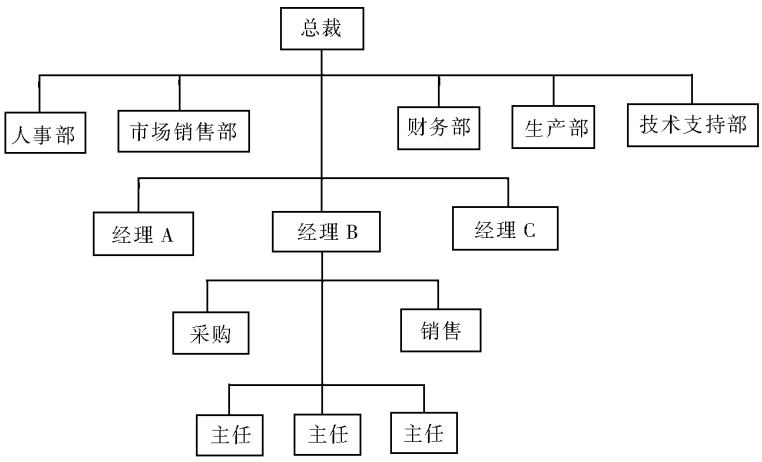 总裁
人事部
市场销售部
财务部
生产部
技术支持部
经理 A
经理 B
经理 C
采购
销售
主任
主任
主任